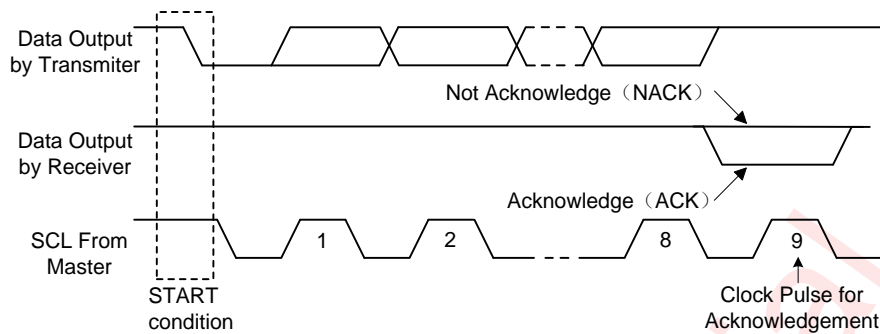 Data Output
by Transmiter
Not Acknowledge（NACK）
Data Output
by Receiver
Acknowledge（ACK）
SCL From
Master
1
2
8
9
START
condition
Clock Pulse for
Acknowledgement